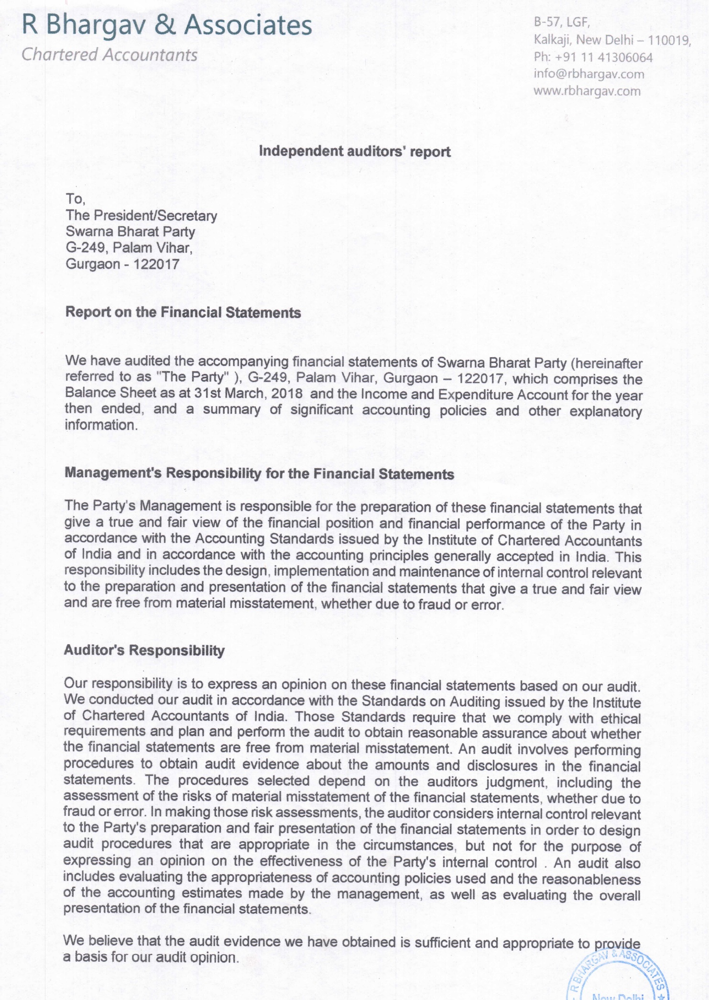 R Bhargav & Associates
Chartered Accountants
B-57, LGF,
Kalkaji, New Delhi – 110019,
Ph: +91 11 41306064
info@rbhargav.com
www.rbhargav.com
Independent auditors' report
To,
The President/Secretary
Swarna Bharat Party
G-249, Palam Vihar,
Gurgaon - 122017
Report on the Financial Statements
We have audited the accompanying financial statements of Swarna Bharat Party (hereinafter
referred to as "The Party" ), G-249, Palam Vihar, Gurgaon – 122017, which comprises the
Balance Sheet as at 31st March, 2018 and the Income and Expenditure Account for the year
then ended, and a summary of significant accounting policies and other explanatory
information.
Management's Responsibility for the Financial Statements
The Party's Management is responsible for the preparation of these financial statements that
give a true and fair view of the financial position and financial performance of the Party in
accordance with the Accounting Standards issued by the Institute of Chartered Accountants
of India and in accordance with the accounting principles generally accepted in India. This
responsibility includes the design, implementation and maintenance of internal control relevant
to the preparation and presentation of the financial statements that give a true and fair view
and are free from material misstatement, whether due to fraud or error.
Auditor's Responsibility
Our responsibility is to express an opinion on these financial statements based on our audit.
We conducted our audit in accordance with the Standards on Auditing issued by the Institute
of Chartered Accountants of India. Those Standards require that we comply with ethical
requirements and plan and perform the audit to obtain reasonable assurance about whether
the financial statements are free from material misstatement. An audit involves performing
procedures to obtain audit evidence about the amounts and disclosures in the financial
statements. The procedures selected depend on the auditors judgment, including the
assessment of the risks of material misstatement of the financial statements, whether due to
fraud or error. In making those risk assessments, the auditor considers internal control relevant
to the Party's preparation and fair presentation of the financial statements in order to design
audit procedures that are appropriate in the circumstances, but not for the purpose of
expressing an opinion on the effectiveness of the Party's internal control . An audit also
includes evaluating the appropriateness of accounting policies used and the reasonableness
of the accounting estimates made by the management, as well as evaluating the overall
presentation of the financial statements.
We believe that the audit evidence we have obtained is sufficient and appropriate to provide
a basis for our audit opinion.
R BHARGAV & ASSOCIATES
New Delhi